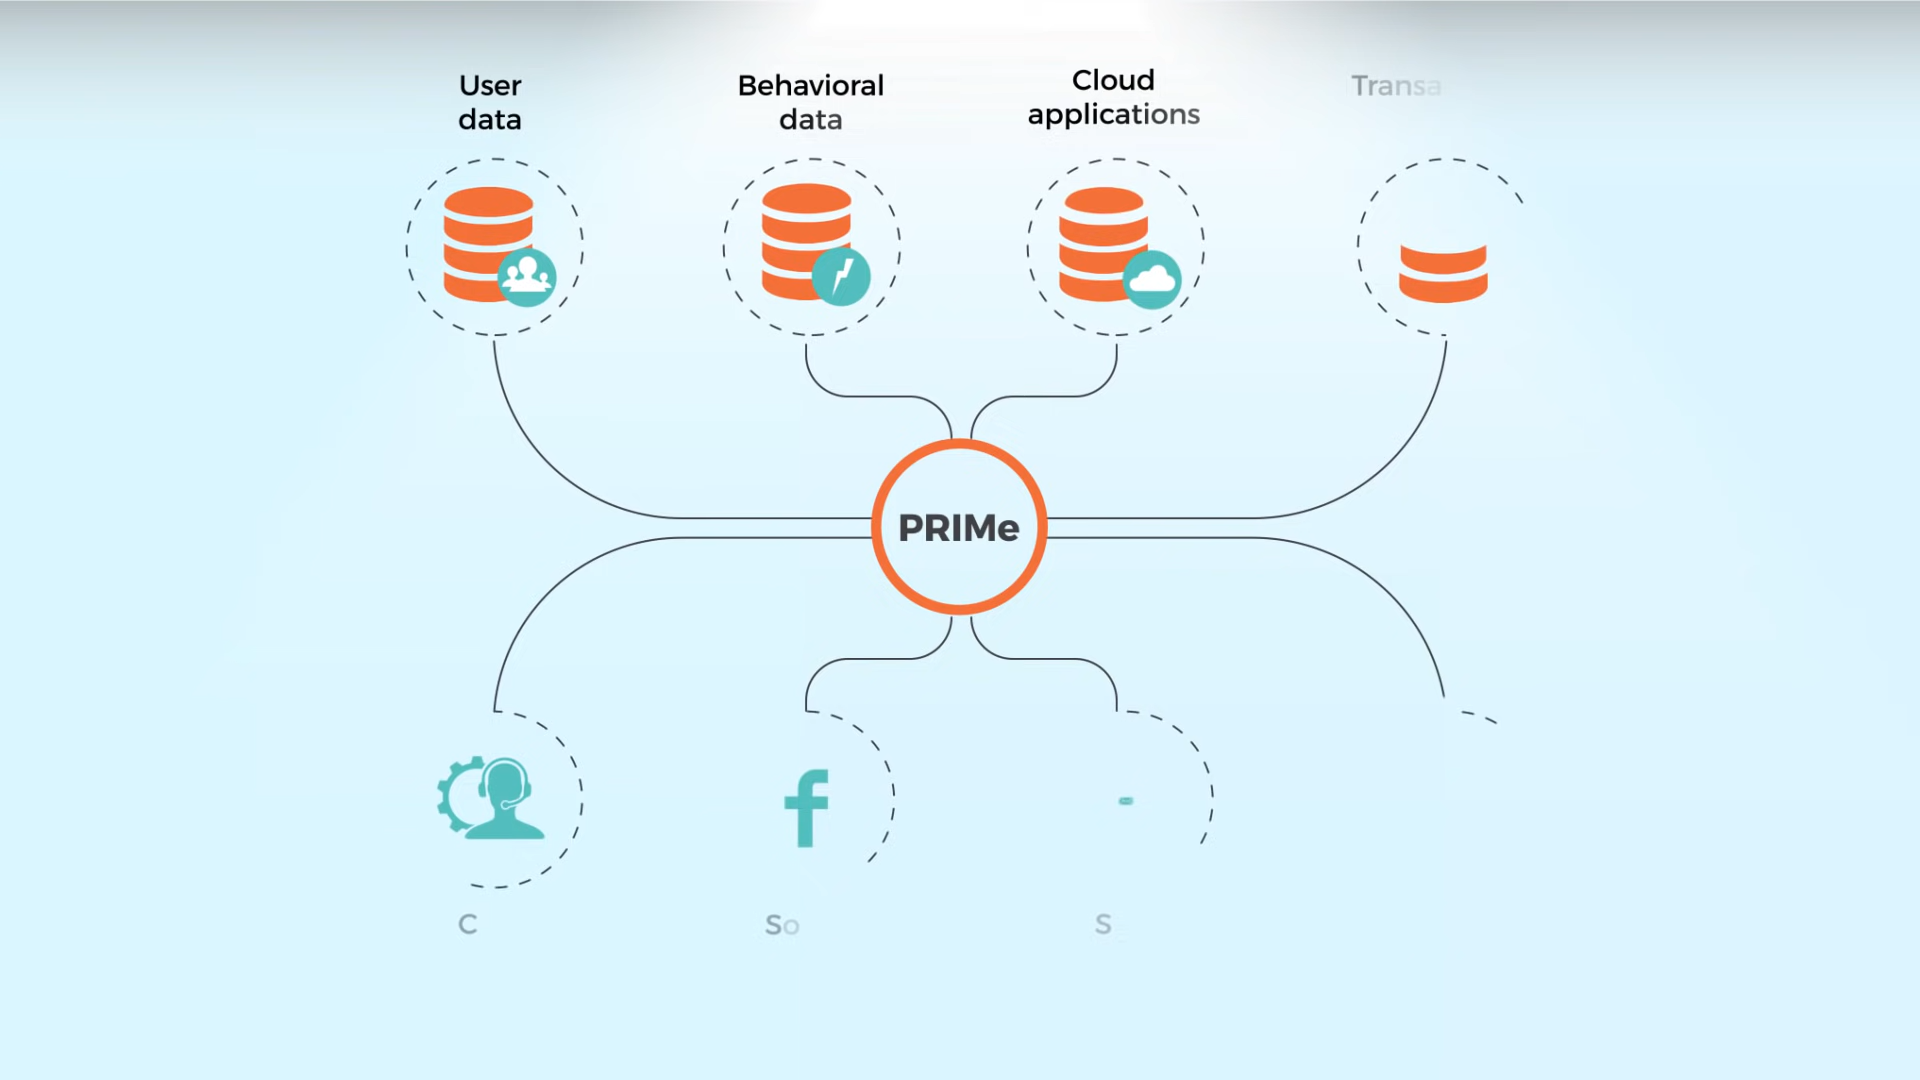 User
data
Behavioral
data
Cloud
applications
Transa
PRIMe
C
So
S